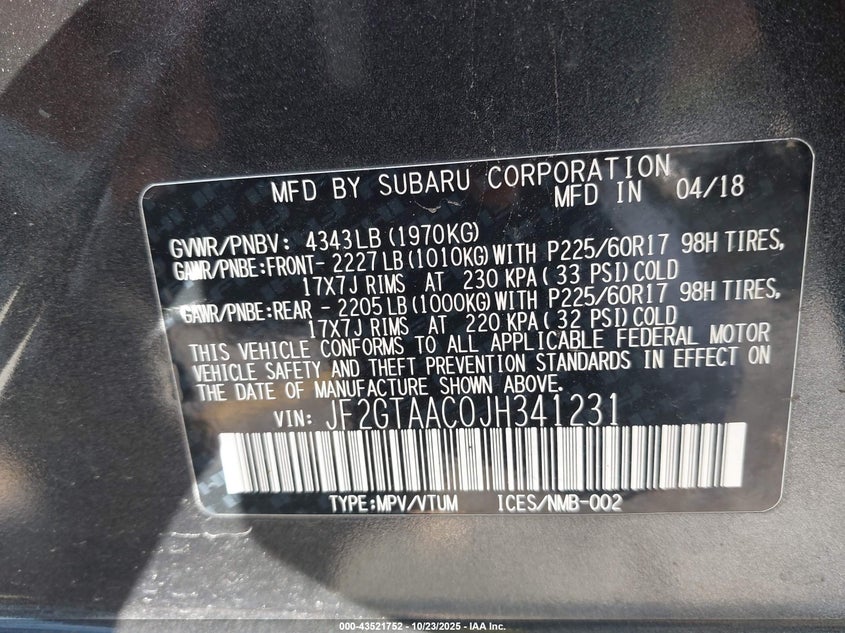 MFD BY SUBARU CORPORATION
MFD IN 04/18
GVWR/PNBV: 4343LB (1970KG)
GAWR/PNBE:FRONT- 2227LB (1010KG)WITH P225/60R17 98H TIRES,
17X7J RIMS AT 230 KPA( 33 PSI)COLD
GAWR/PNBE:REAR - 2205LB (1000KG)WITH P225/60R17 98H TIRES,
17X7J RIMS AT 220 KPA( 32 PSI)COLD
THIS VEHICLE CONFORMS TO ALL APPLICABLE FEDERAL MOTOR
VEHICLE SAFETY AND THEFT PREVENTION STANDARDS IN EFFECT ON
THE DATE OF MANUFACTURE SHOWN ABOVE.
VIN: JF2GTAAC0JH341231
TYPE:MPV/VTUM ICES/NMB-002
000-43521752 - 10/23/2025 - IAA Inc.